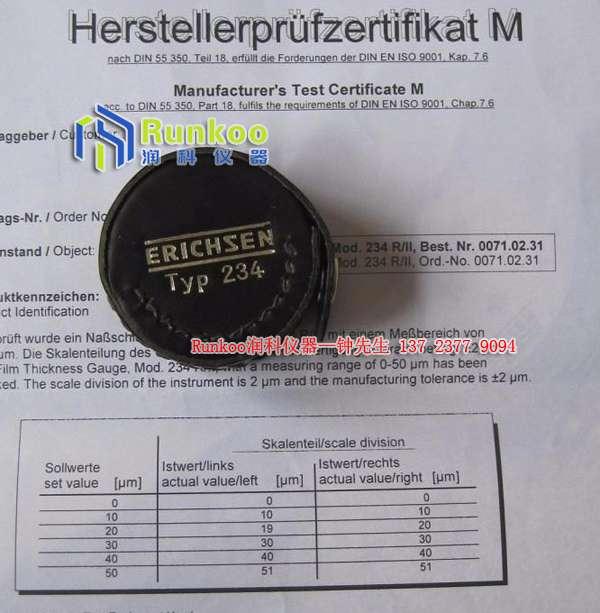 Herstellerprüfzertifikat M
nach DIN 55 350, Teil 18, erfüllt die Forderungen der DIN EN ISO 9001, Kap. 7.6
Manufacturer's Test Certificate M
acc. to DIN 55 350, Part 18, fulfils the requirements of DIN EN ISO 9001, Chap.7.6
Runkoo
润科仪器
aggeber /
ags-Nr. / Order No
ERICHSEN
Typ 234
nstand / Object:
Mod. 234 R/II, Best. Nr. 0071.02.31
Mod. 234 R/II, Ord.-No. 0071.02.31
uktkennzeichen:
ct Identification
rüft wurde ein Naßsch
mit einem Meßbereich von
Runkoo润科仪器—钟先生 13 723 77 9094
um. Die Skalenteilung des
Film Thickness Gauge, Mod. 234
a measuring range of 0-50 µm has been
ked. The scale division of the instrument is 2 µm and the manufacturing tolerance is ±2 µm.
Skalenteil/scale division
Sollwerte
set value [µm]
Istwert/links
actual value/left [µm]
Istwert/rechts
actual value/right [µm]
0 0 0
10 10 10
20 19 20
30 30 30
40 40 40
50 51 51